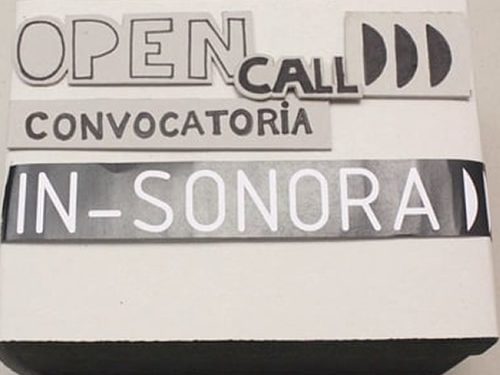 OPEN CALL
CONVOCATORiA
IN-SONORA